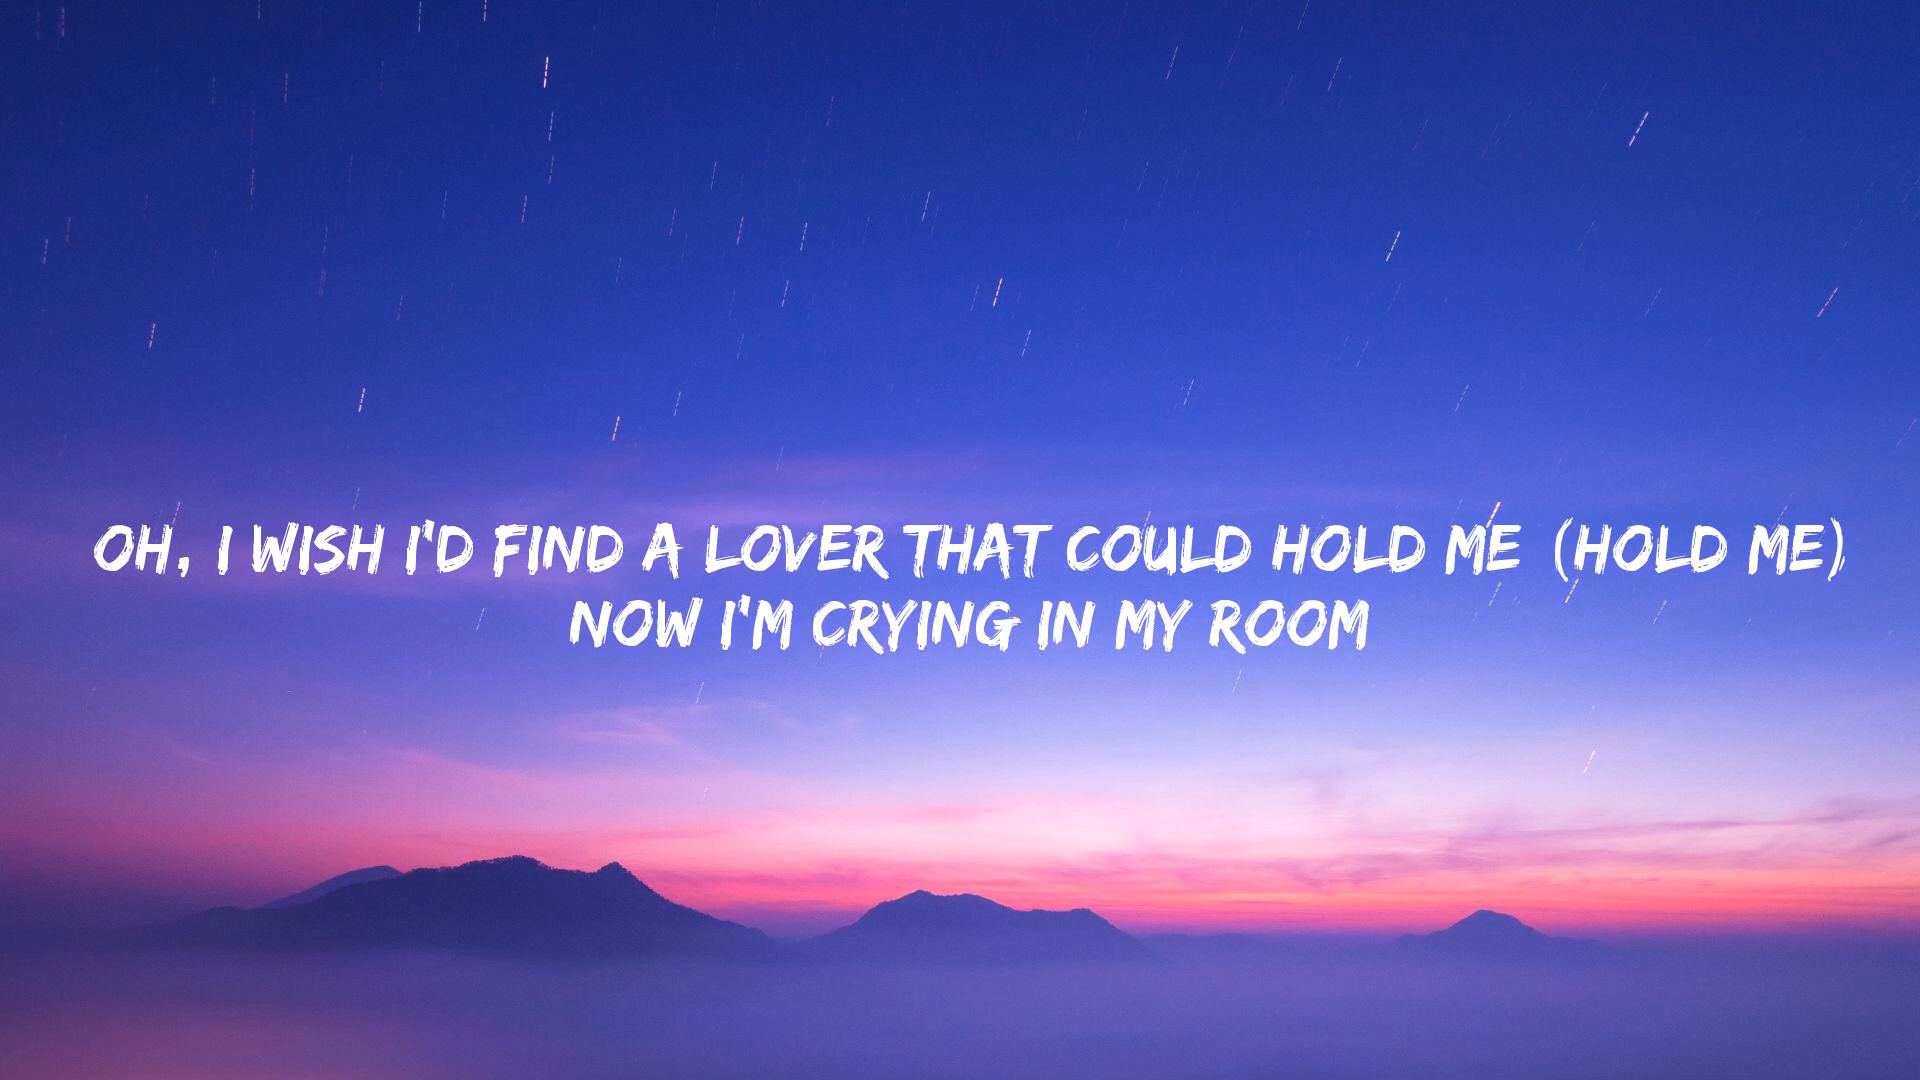 OH, I WISH I'D FIND A LOVER THAT COULD HOLD ME (HOLD ME)
NOW I'M CRYING IN MY ROOM